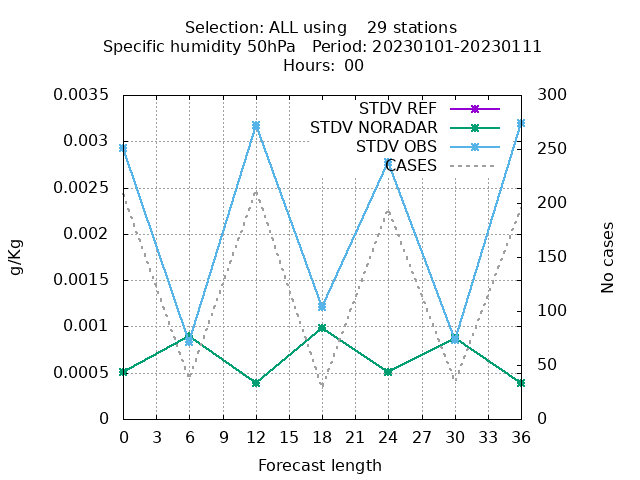 Selection: ALL using    29 stations
Specific humidity 50hPa   Period: 20230101-20230111
Hours:  00
STDV REF
STDV NORADAR
STDV OBS
CASES
0.0035
0.003
0.0025
0.002
0.0015
0.001
0.0005
0
g/Kg
300
250
200
150
100
50
0
No cases
0 3 6 9 12 15 18 21 24 27 30 33 36
Forecast length